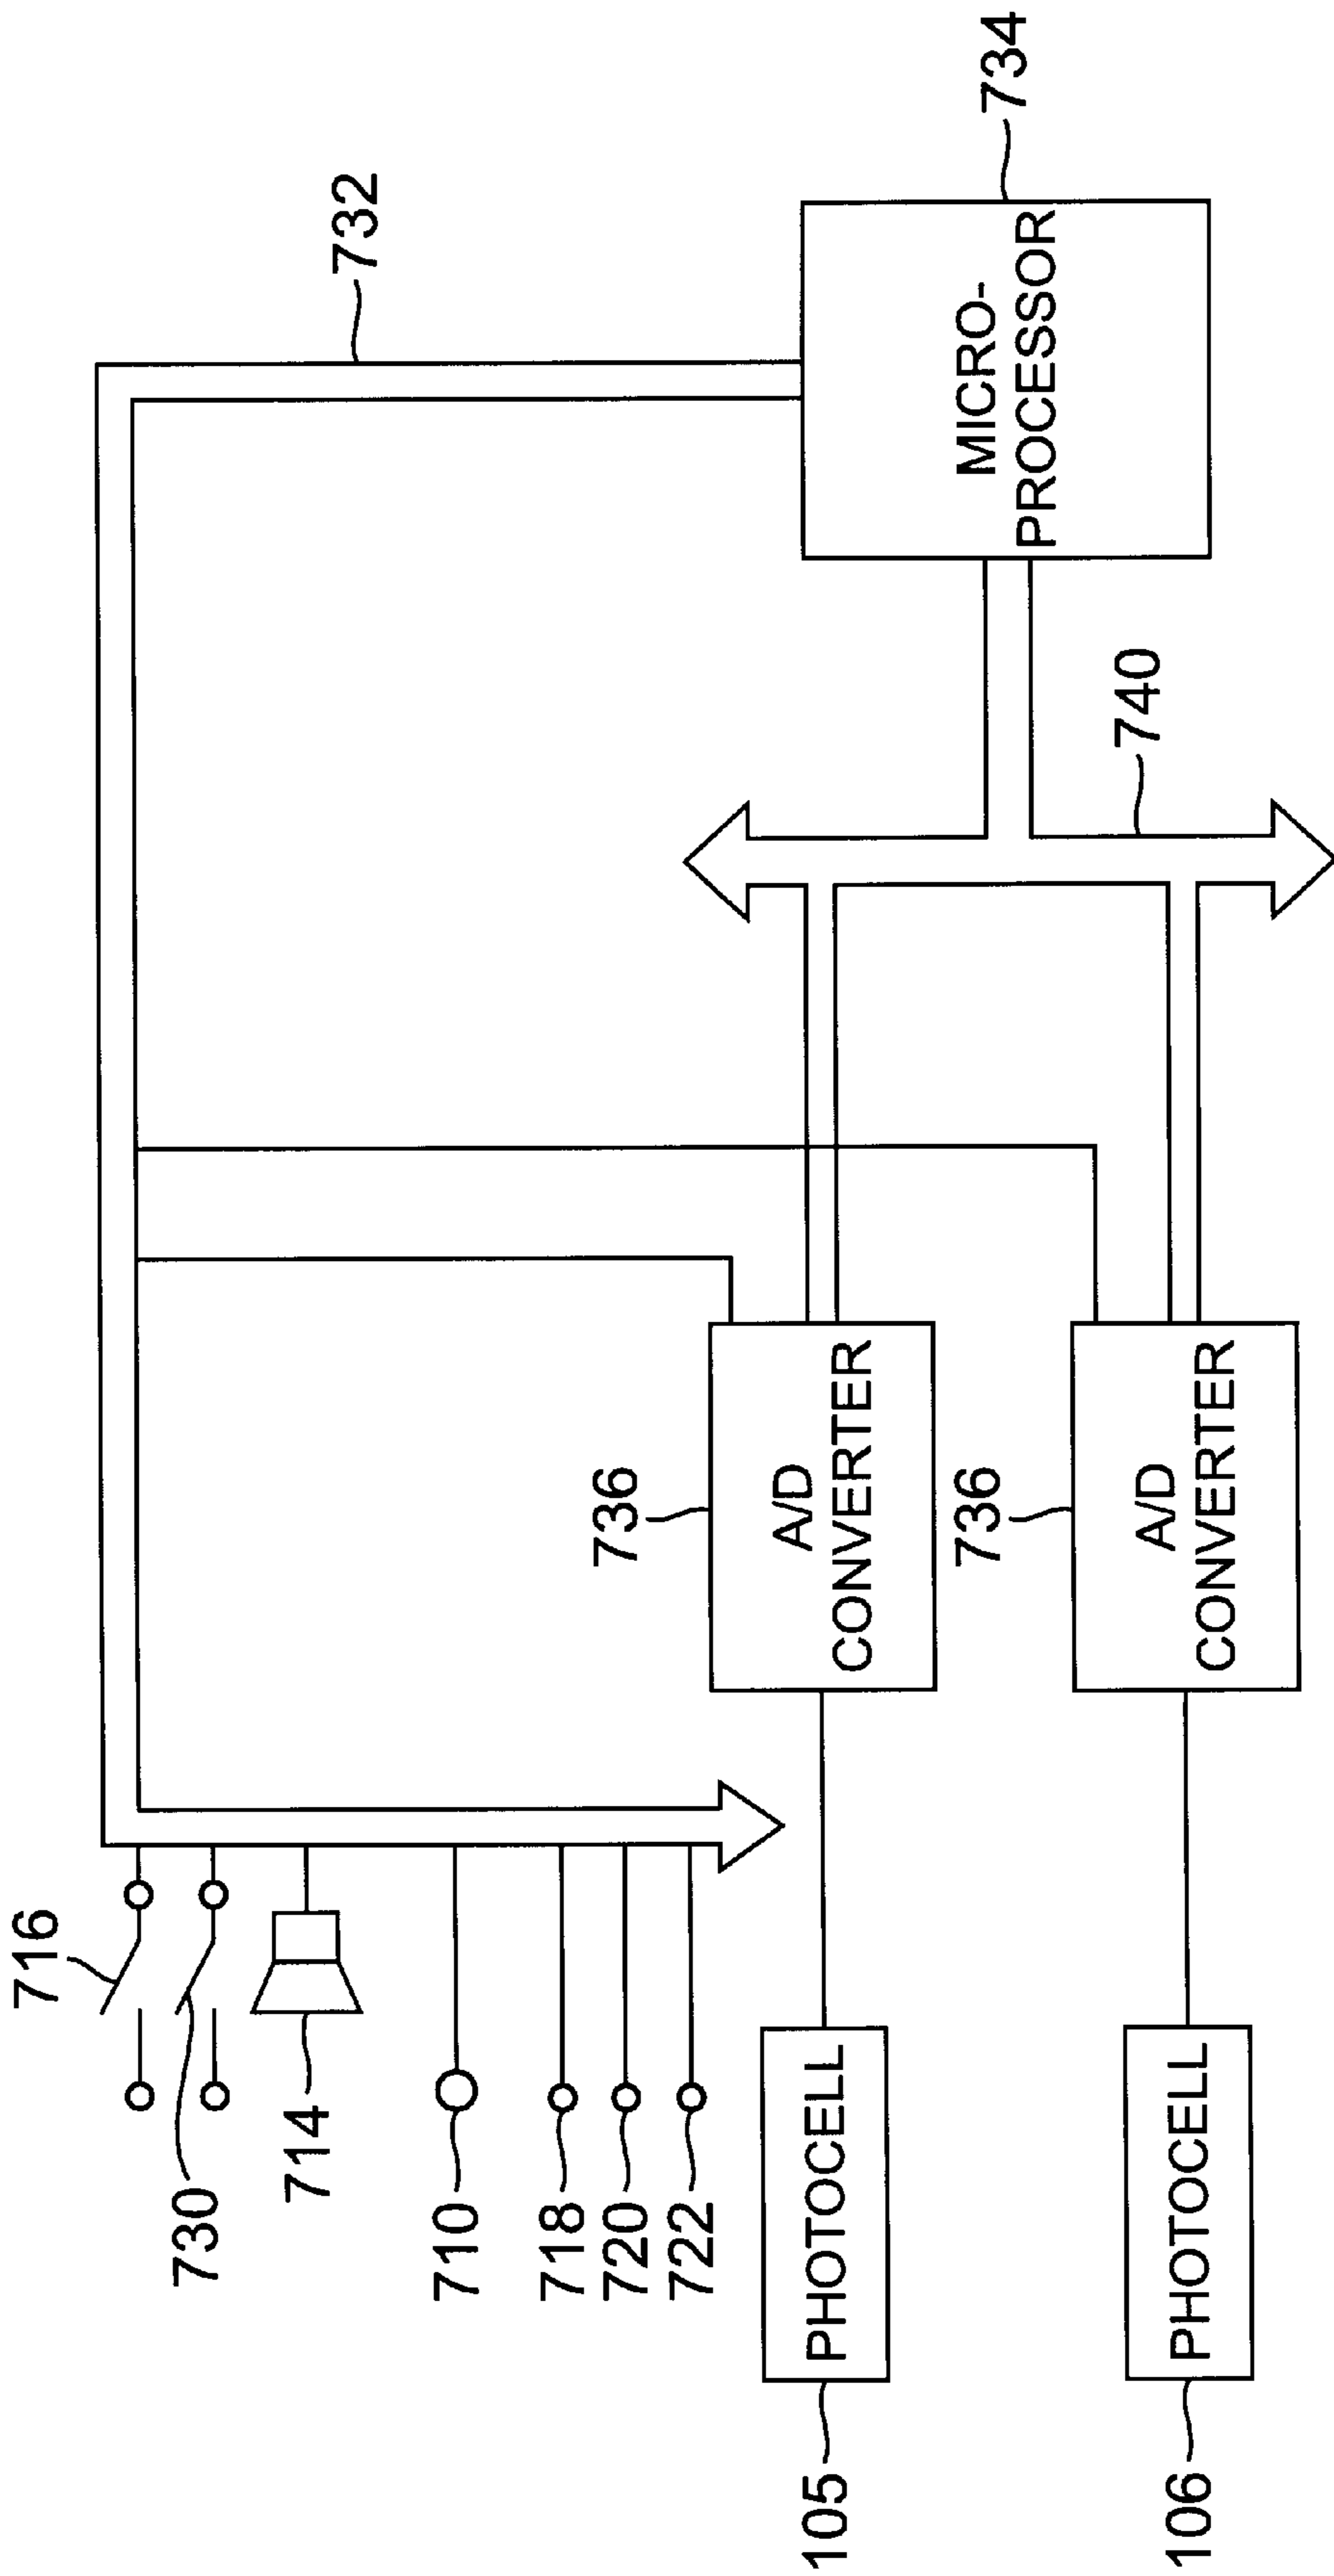 716
730
714
710
718
720
722
732
734
MICRO-
PROCESSOR
740
736
A/D
CONVERTER
736
A/D
CONVERTER
105
PHOTOCELL
106
PHOTOCELL